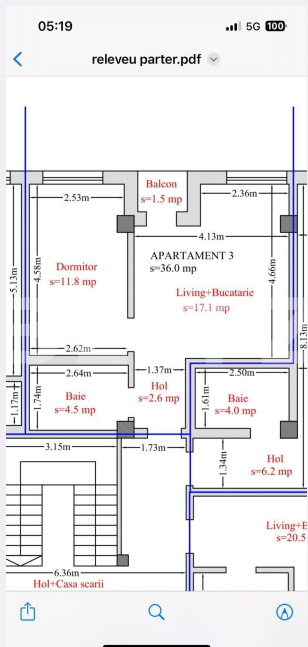 05:19
5G 100
releveu parter.pdf
Balcon
s=1.5 mp
2.53m
2.36m
4.13m
APARTAMENT 3
s=36.0 mp
5.13m
4.58m
4.66m
Dormitor
s=11.8 mp
Living+Bucatarie
s=17.1 mp
8.13m
2.62m
2.64m
1.37m
2.50m
1.17m
1.74m
Baie
s=4.5 mp
Hol
s=2.6 mp
1.61m
Baie
s=4.0 mp
3.15m
1.73m
1.34m
Hol
s=6.2 mp
Living+B
s=20.5
6.36m
Hol+Casa scarii